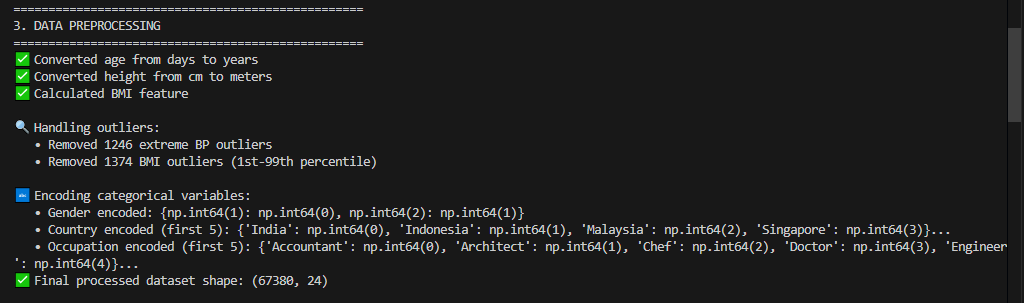 ==================================================
3. DATA PREPROCESSING
==================================================
✅ Converted age from days to years
✅ Converted height from cm to meters
✅ Calculated BMI feature
🔍 Handling outliers:
• Removed 1246 extreme BP outliers
• Removed 1374 BMI outliers (1st-99th percentile)
🔤 Encoding categorical variables:
• Gender encoded: {np.int64(1): np.int64(0), np.int64(2): np.int64(1)}
• Country encoded (first 5): {'India': np.int64(0), 'Indonesia': np.int64(1), 'Malaysia': np.int64(2), 'Singapore': np.int64(3)}...
• Occupation encoded (first 5): {'Accountant': np.int64(0), 'Architect': np.int64(1), 'Chef': np.int64(2), 'Doctor': np.int64(3), 'Engineer
': np.int64(4)}...
✅ Final processed dataset shape: (67380, 24)